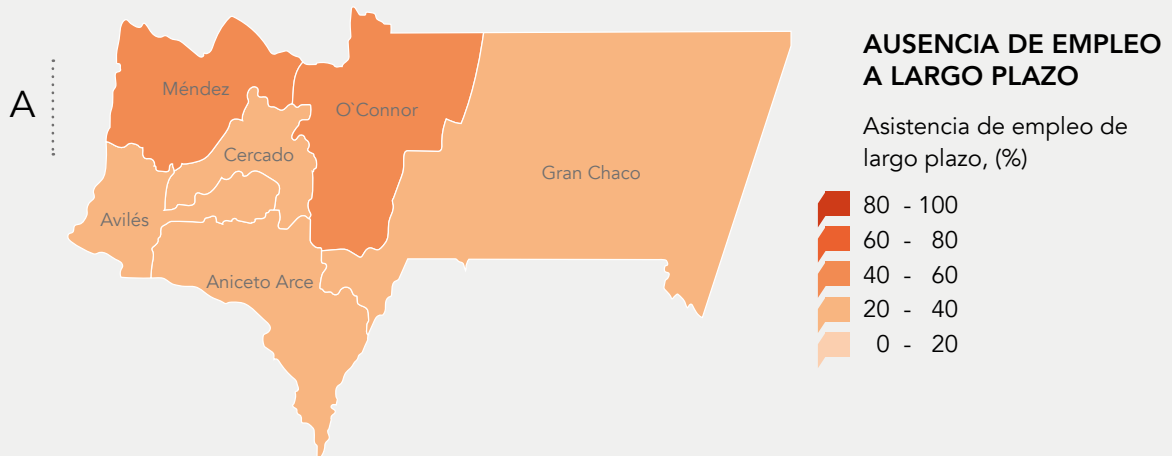 A
Méndez
O`Connor
Cercado
Gran Chaco
Avilés
Aniceto Arce
AUSENCIA DE EMPLEO
A LARGO PLAZO
Asistencia de empleo de
largo plazo, (%)
80 - 100
60 - 80
40 - 60
20 - 40
0 - 20